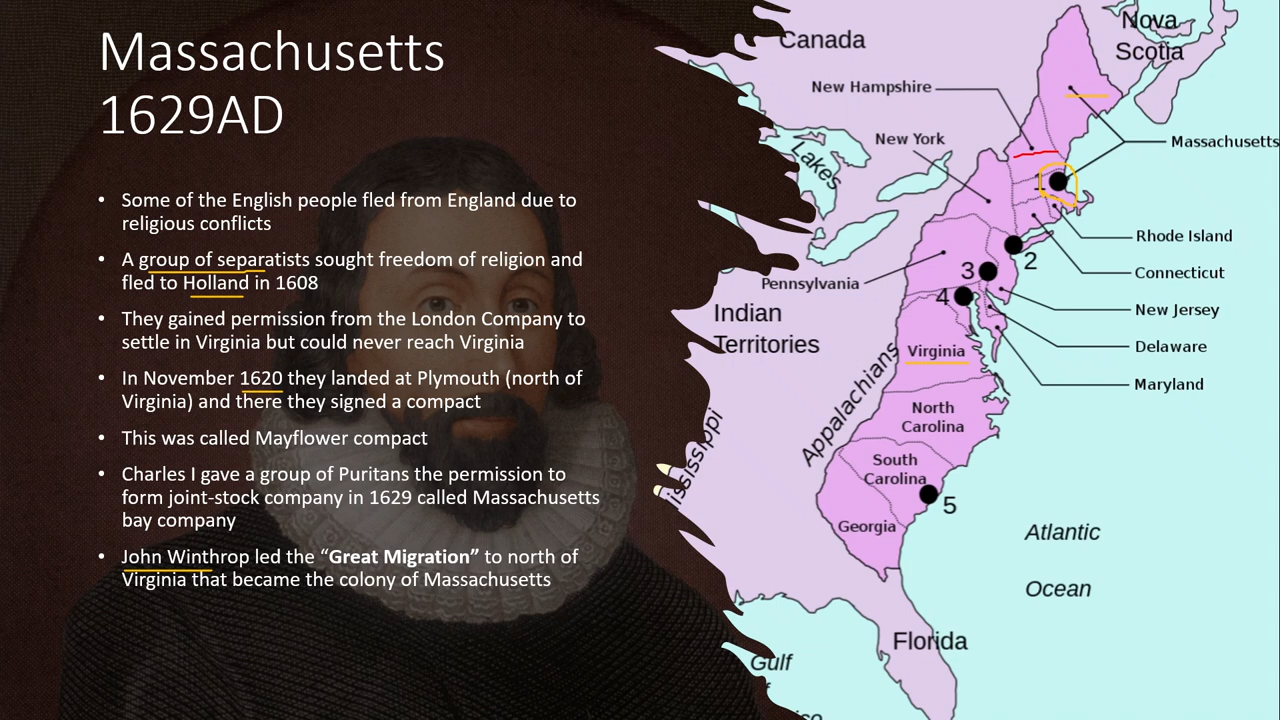 Massachusetts
1629AD
• Some of the English people fled from England due to
religious conflicts
• A group of separatists sought freedom of religion and
fled to Holland in 1608
• They gained permission from the London Company to
settle in Virginia but could never reach Virginia
• In November 1620 they landed at Plymouth (north of
Virginia) and there they signed a compact
• This was called Mayflower compact
• Charles I gave a group of Puritans the permission to
form joint-stock company in 1629 called Massachusetts
bay company
• John Winthrop led the “Great Migration” to north of
Virginia that became the colony of Massachusetts
Canada
Nova
Scotia
New Hampshire
New York
Massachusetts
Lakes
1
Rhode Island
2
Connecticut
3
Pennsylvania
4
New Jersey
Indian
Territories
Delaware
Virginia
Maryland
Appalachians
North
Carolina
ississippi
South
Carolina
5
Georgia
Atlantic
Ocean
Florida
Gulf